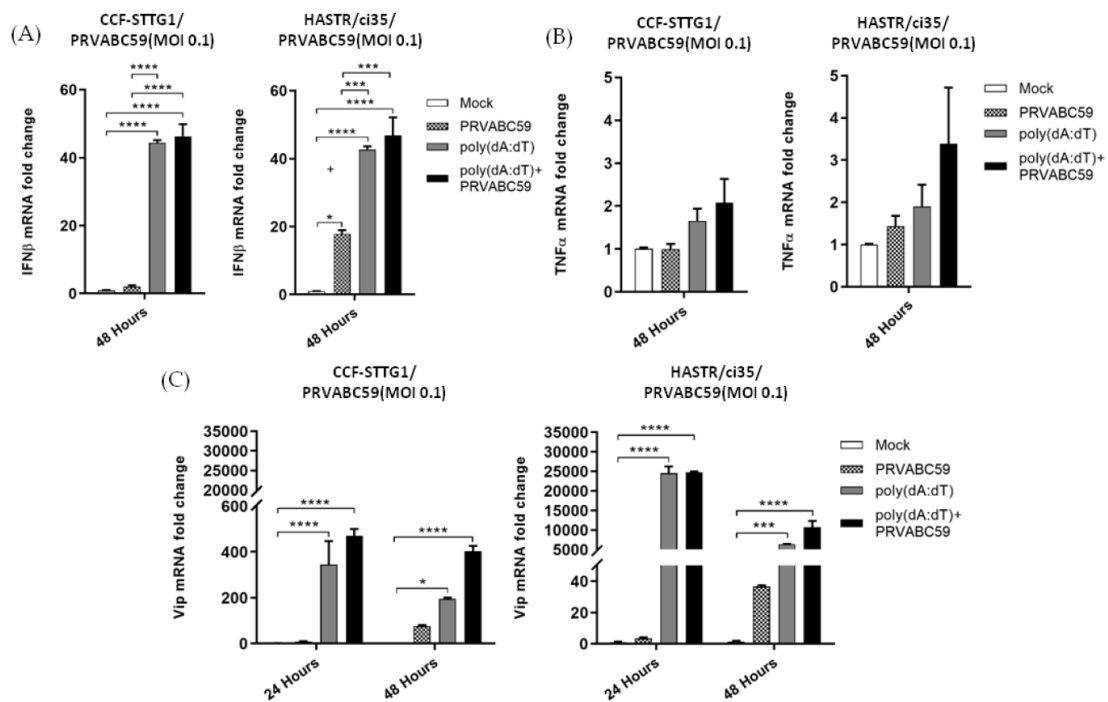 (A)
CCF-STTG1/
PRVABC59(MOI 0.1)
IFNβ mRNA fold change
60
40
20
0
****
****
****
****
48 Hours
HASTR/ci35/
PRVABC59(MOI 0.1)
IFNβ mRNA fold change
60
40
20
0
***
***
****
****
+
*
48 Hours
Mock
PRVABC59
poly(dA:dT)
poly(dA:dT)+
PRVABC59
(B)
CCF-STTG1/
PRVABC59(MOI 0.1)
TNFα mRNA fold change
5
4
3
2
1
0
48 Hours
HASTR/ci35/
PRVABC59(MOI 0.1)
TNFα mRNA fold change
5
4
3
2
1
0
48 Hours
Mock
PRVABC59
poly(dA:dT)
poly(dA:dT)+
PRVABC59
(C)
CCF-STTG1/
PRVABC59(MOI 0.1)
Vip mRNA fold change
35000
30000
25000
20000
600
400
200
0
****
****
****
*
24 Hours
48 Hours
HASTR/ci35/
PRVABC59(MOI 0.1)
Vip mRNA fold change
35000
30000
25000
20000
15000
10000
5000
40
20
0
****
****
****
***
24 Hours
48 Hours
Mock
PRVABC59
poly(dA:dT)
poly(dA:dT)+
PRVABC59